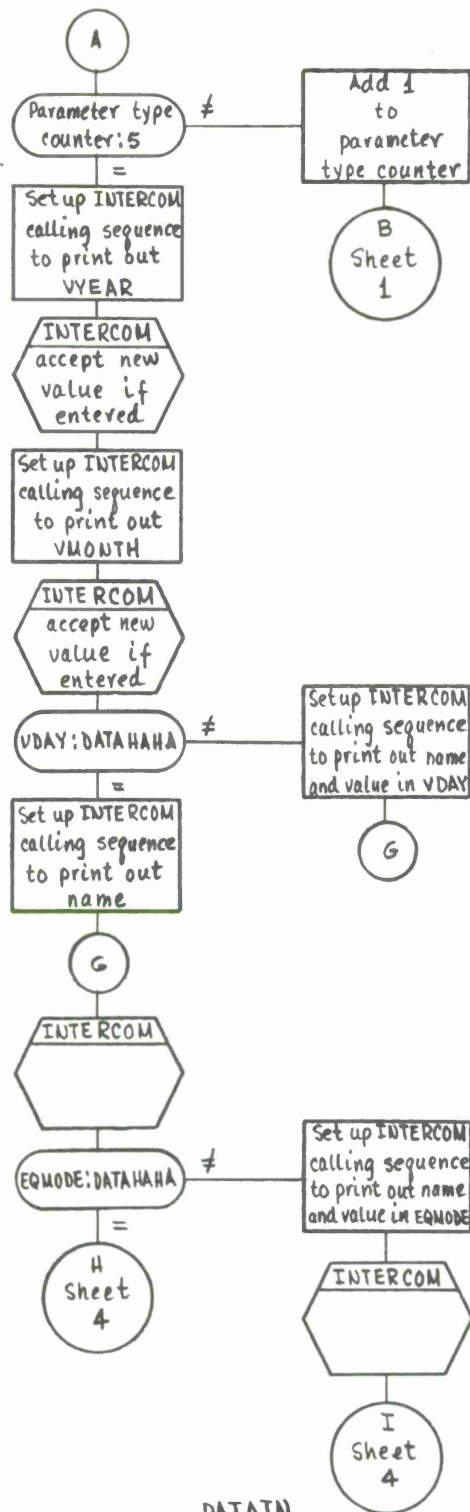 A
Parameter type
counter:5
≠
Add 1
to
parameter
type counter
B
Sheet
1
=
Set up INTERCOM
calling sequence
to print out
VYEAR
INTERCOM
accept new
value if
entered
Set up INTERCOM
calling sequence
to print out
VMONTH
INTERCOM
accept new
value if
entered
VDAY:DATAHAHA
≠
Set up INTERCOM
calling sequence
to print out name
and value in VDAY
G
=
Set up INTERCOM
calling sequence
to print out
name
G
INTERCOM
EQMODE:DATAHAHA
≠
Set up INTERCOM
calling sequence
to print out name
and value in EQMODE
INTERCOM
I
Sheet
4
=
H
Sheet
4